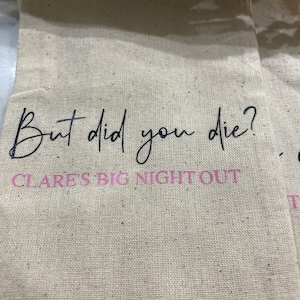 But did you die?
CLARE'S BIG NIGHT OUT